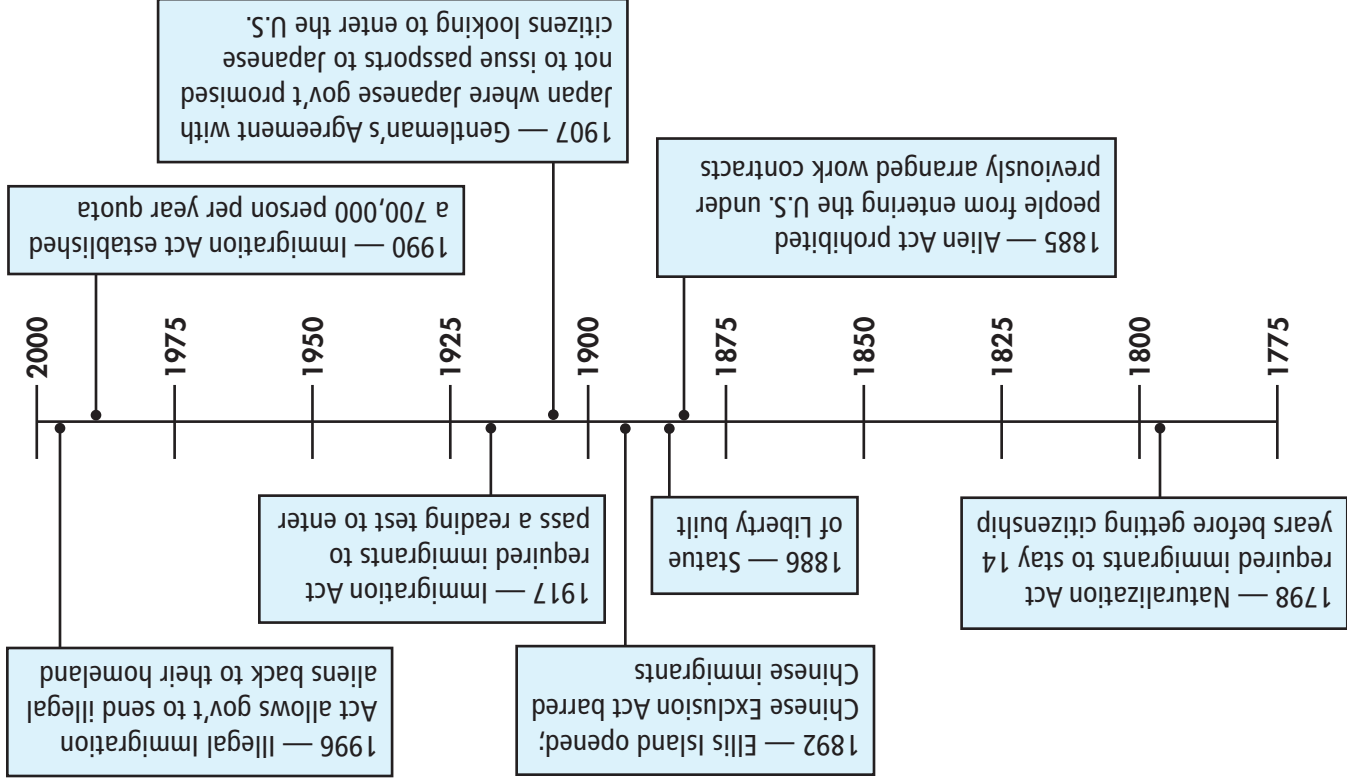 1892 — Ellis Island opened;
Chinese Exclusion Act barred
Chinese immigrants
1996 — Illegal Immigration
Act allows gov't to send illegal
aliens back to their homeland
1798 — Naturalization Act
required immigrants to stay 14
years before getting citizenship
1886 — Statue
of Liberty built
1917 — Immigration Act
required immigrants to
pass a reading test to enter
1775
1800
1825
1850
1875
1900
1925
1950
1975
2000
1885 — Alien Act prohibited
people from entering the U.S. under
previously arranged work contracts
1990 — Immigration Act established
a 700,000 person per year quota
1907 — Gentleman's Agreement with
Japan where Japanese gov't promised
not to issue passports to Japanese
citizens looking to enter the U.S.